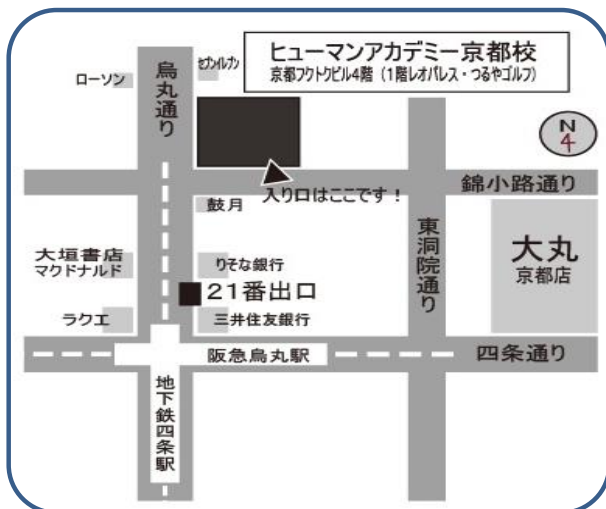 ヒューマンアカデミー京都校
京都フクトクビル4階（1階レオパレス・つるやゴルフ）
セブンイレブン
ローソン
烏丸通り
N
4
入り口はここです！
錦小路通り
鼓月
東洞院通り
大丸
京都店
大垣書店
マクドナルド
りそな銀行
21番出口
ラクエ
三井住友銀行
阪急烏丸駅
四条通り
地下鉄四条駅